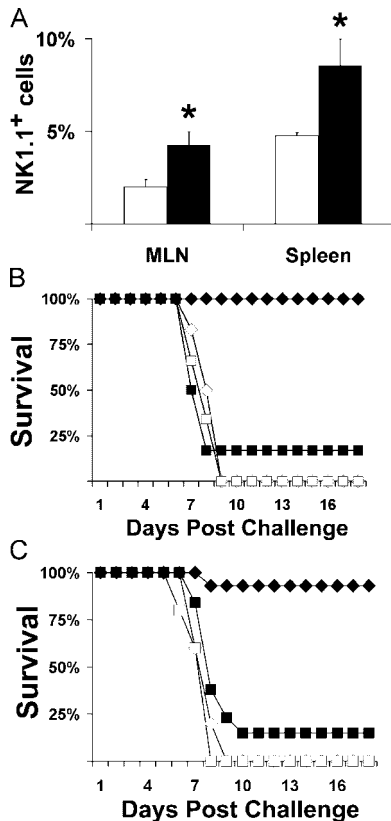 A
10%
5%
NK1.1+ cells
*
*
MLN Spleen
B
100%
75%
50%
25%
Survival
1 4 7 10 13 16
Days Post Challenge
C
100%
75%
50%
25%
Survival
1 4 7 10 13 16
Days Post Challenge